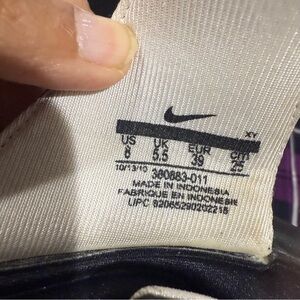 XY
US UK EUR cm
8 5.5 39 25
10/13/10 380883-011
MADE IN INDONESIA
FABRIQUE EN INDONESIE
UPC